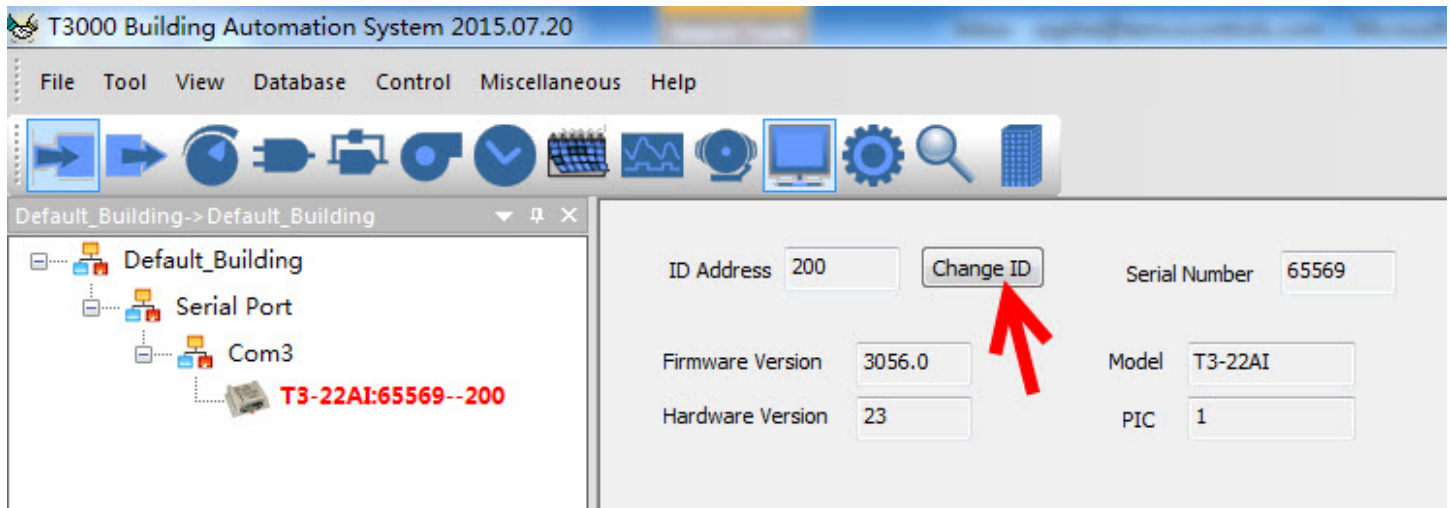 T3000 Building Automation System 2015.07.20
File Tool View Database Control Miscellaneous Help
Default_Building->Default_Building
Default_Building
Serial Port
Com3
T3-22AI:65569--200
ID Address 200 Change ID Serial Number 65569
Firmware Version 3056.0 Model T3-22AI
Hardware Version 23 PIC 1